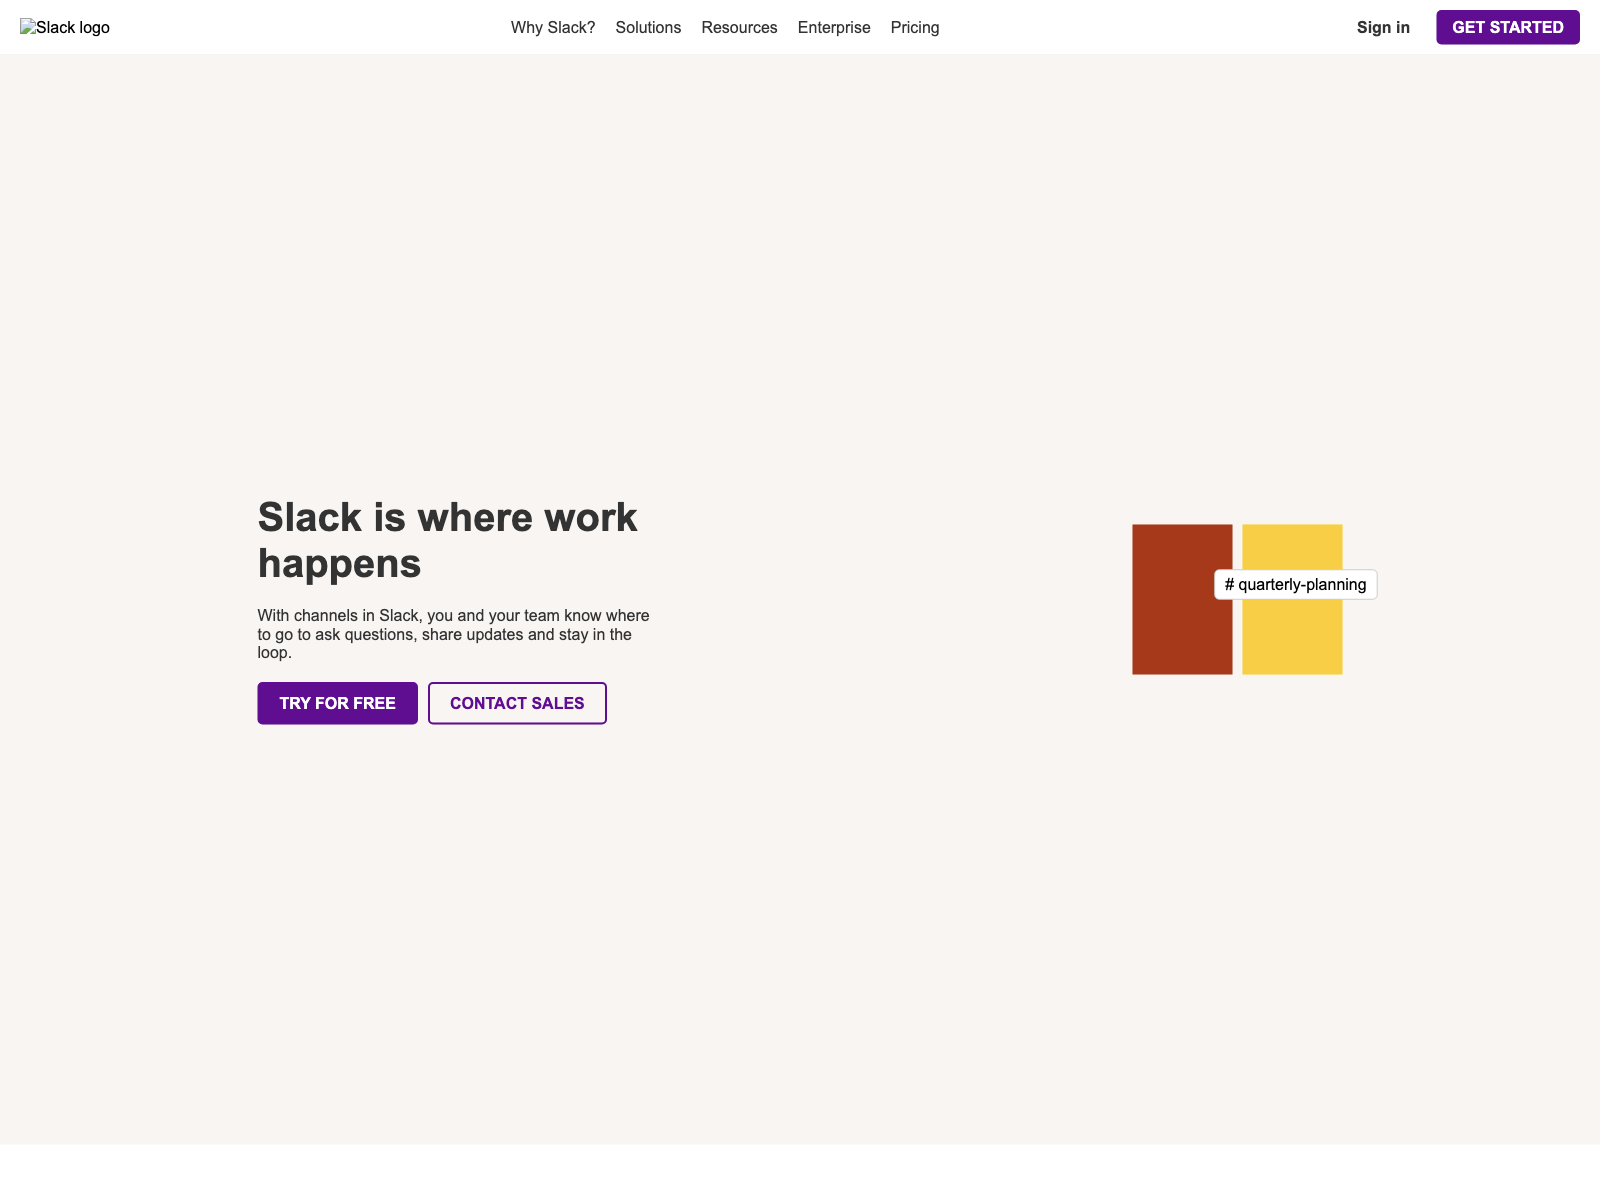 Slack logo
Why Slack? Solutions Resources Enterprise Pricing
Sign in
GET STARTED
Slack is where work
happens
With channels in Slack, you and your team know where
to go to ask questions, share updates and stay in the
loop.
TRY FOR FREE
CONTACT SALES
# quarterly-planning